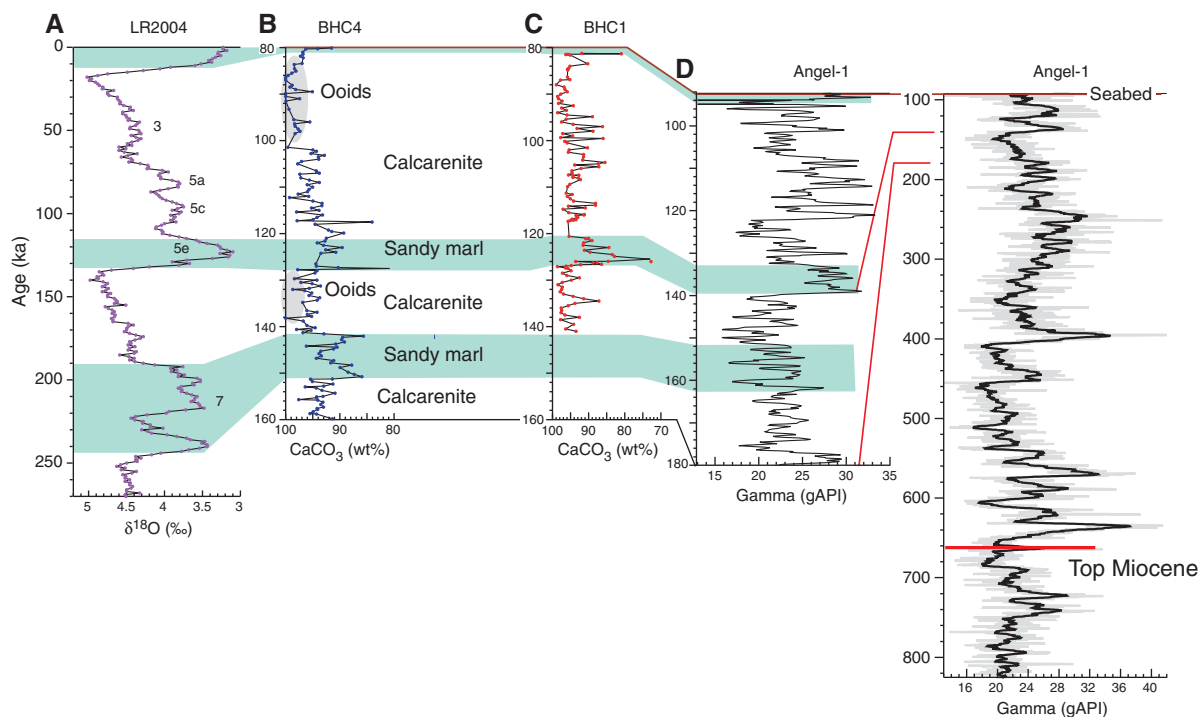 A
LR2004
B
BHC4
C
BHC1
D
Angel-1
Angel-1
Seabed
Age (ka)
0
50
100
150
200
250
3
5a
5c
5e
7
5
4.5
4
3.5
3
δ18O (‰)
80
100
120
140
160
Ooids
Calcarenite
Sandy marl
Ooids
Calcarenite
Sandy marl
Calcarenite
100
90
80
CaCO3 (wt%)
80
100
120
140
160
100
90
80
70
CaCO3 (wt%)
100
120
140
160
180
15
20
25
30
35
Gamma (gAPI)
100
200
300
400
500
600
700
800
Top Miocene
16
20
24
28
32
36
40
Gamma (gAPI)